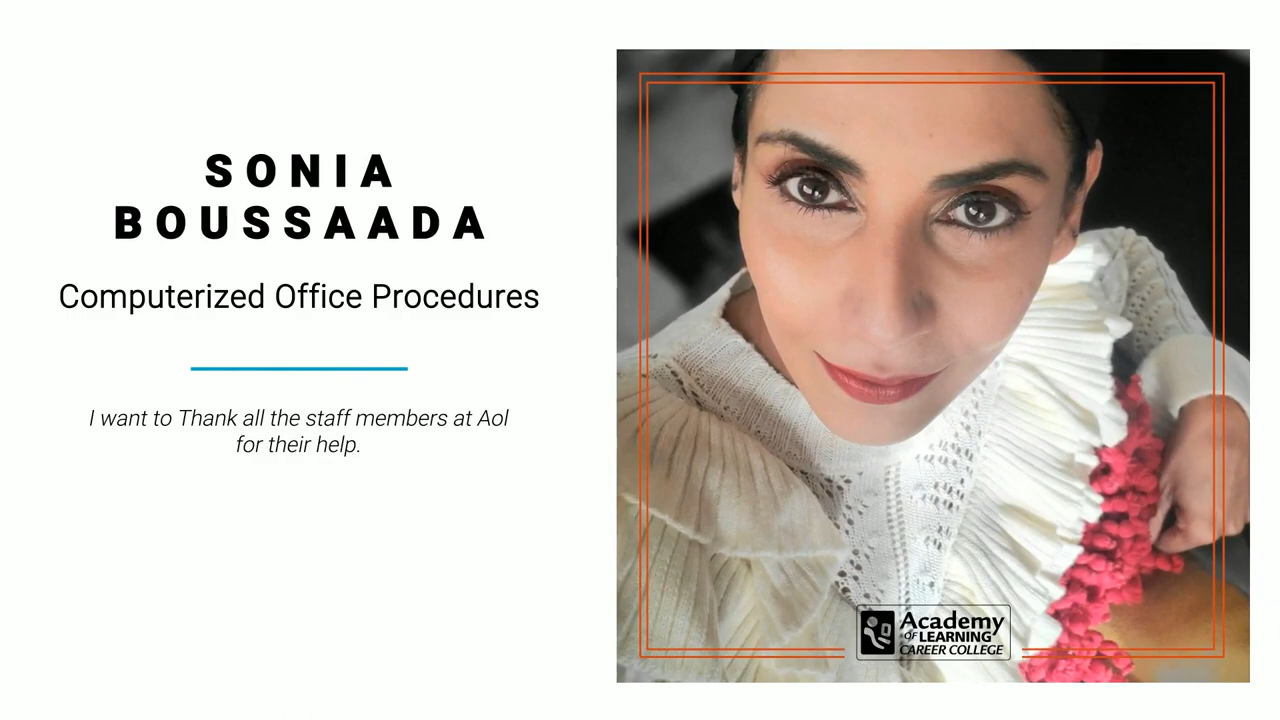 SONIA
BOUSSAADA
Computerized Office Procedures
I want to Thank all the staff members at Aol
for their help.
Academy
OF LEARNING
CAREER COLLEGE